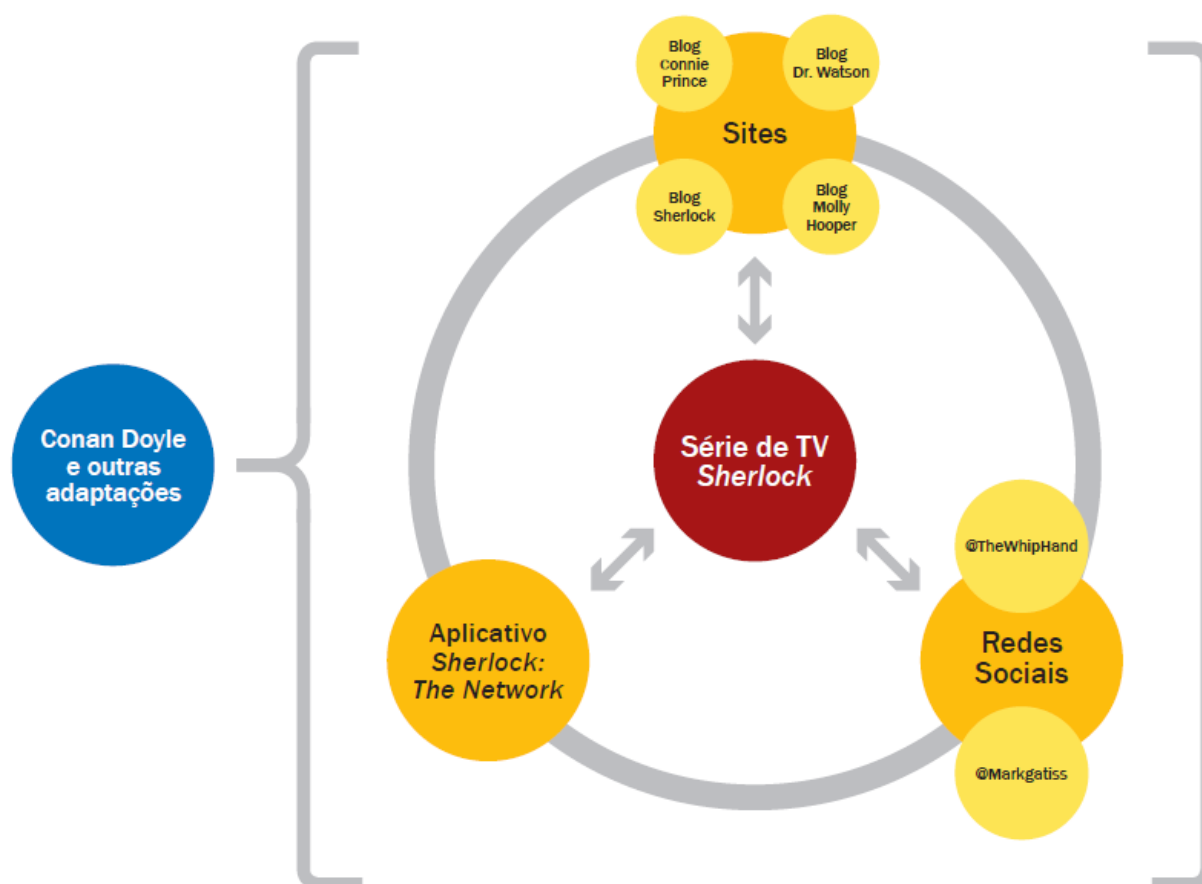 Blog
Connie
Prince
Blog
Dr. Watson
Sites
Blog
Sherlock
Blog
Molly
Hooper
Conan Doyle
e outras
adaptações
Série de TV
Sherlock
@TheWhipHand
Redes
Sociais
@Markgatiss
Aplicativo
Sherlock:
The Network